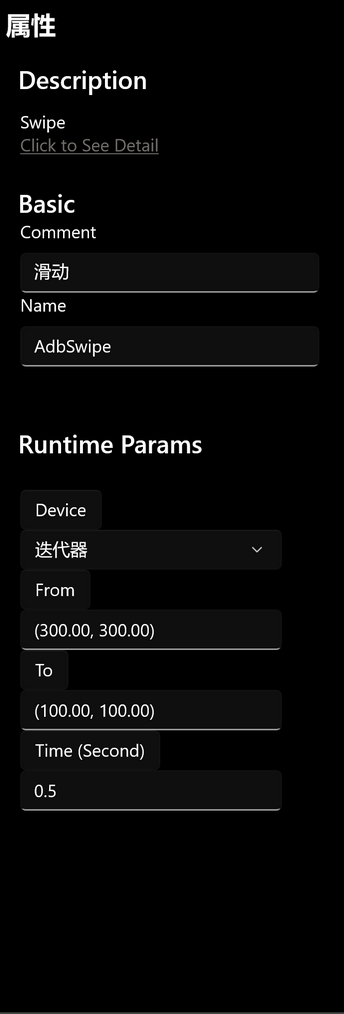 属性
Description
Swipe
Click to See Detail
Basic
Comment
滑动
Name
AdbSwipe
Runtime Params
Device
迭代器
From
(300.00, 300.00)
To
(100.00, 100.00)
Time (Second)
0.5